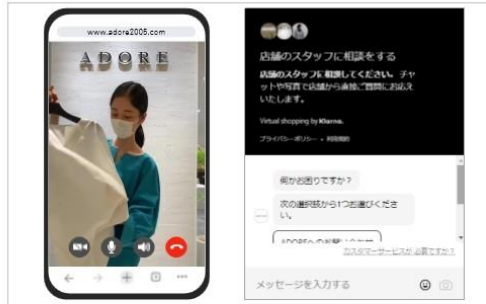 www.adore2005.com
ADORE
店舗のスタッフに相談をする
店舗のスタッフに相談してください。チャ
ットや写真で店舗から直接ご質問にお応え
いたします。
Virtual shopping by Klarna.
プライバシーポリシー • 利用規約
何かお困りですか？
次の選択肢から1つお選びくださ
い。
カスタマーサービスが必要ですか？
メッセージを入力する